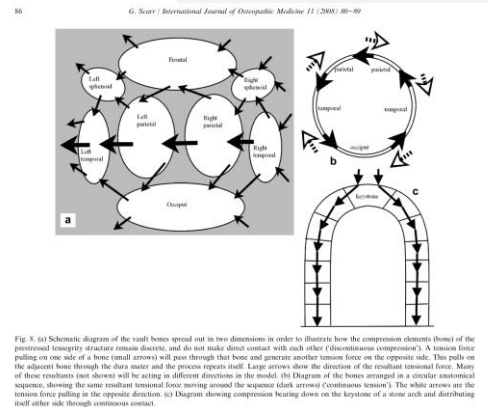 86
G. Scarr / International Journal of Osteopathic Medicine 11 (2008) 80–89
Frontal
Left
sphenoid
Right
sphenoid
Left
parietal
Right
parietal
Left
temporal
Right
temporal
Occiput
a
parietal
parietal
temporal
temporal
occiput
b
keystone
c
Fig. 8. (a) Schematic diagram of the vault bones spread out in two dimensions in order to illustrate how the compression elements (bone) of the
prestressed tensegrity structure remain discrete, and do not make direct contact with each other ('discontinuous compression'). A tension force
pulling on one side of a bone (small arrows) will pass through that bone and generate another tension force on the opposite side. This pulls on
the adjacent bone through the dura mater and the process repeats itself. Large arrows show the direction of the resultant tensional force. Many
of these resultants (not shown) will be acting in different directions in the model. (b) Diagram of the bones arranged in a circular anatomical
sequence, showing the same resultant tensional force moving around the sequence (dark arrows) ('continuous tension'). The white arrows are the
tension force pulling in the opposite direction. (c) Diagram showing compression bearing down on the keystone of a stone arch and distributing
itself either side through continuous contact.